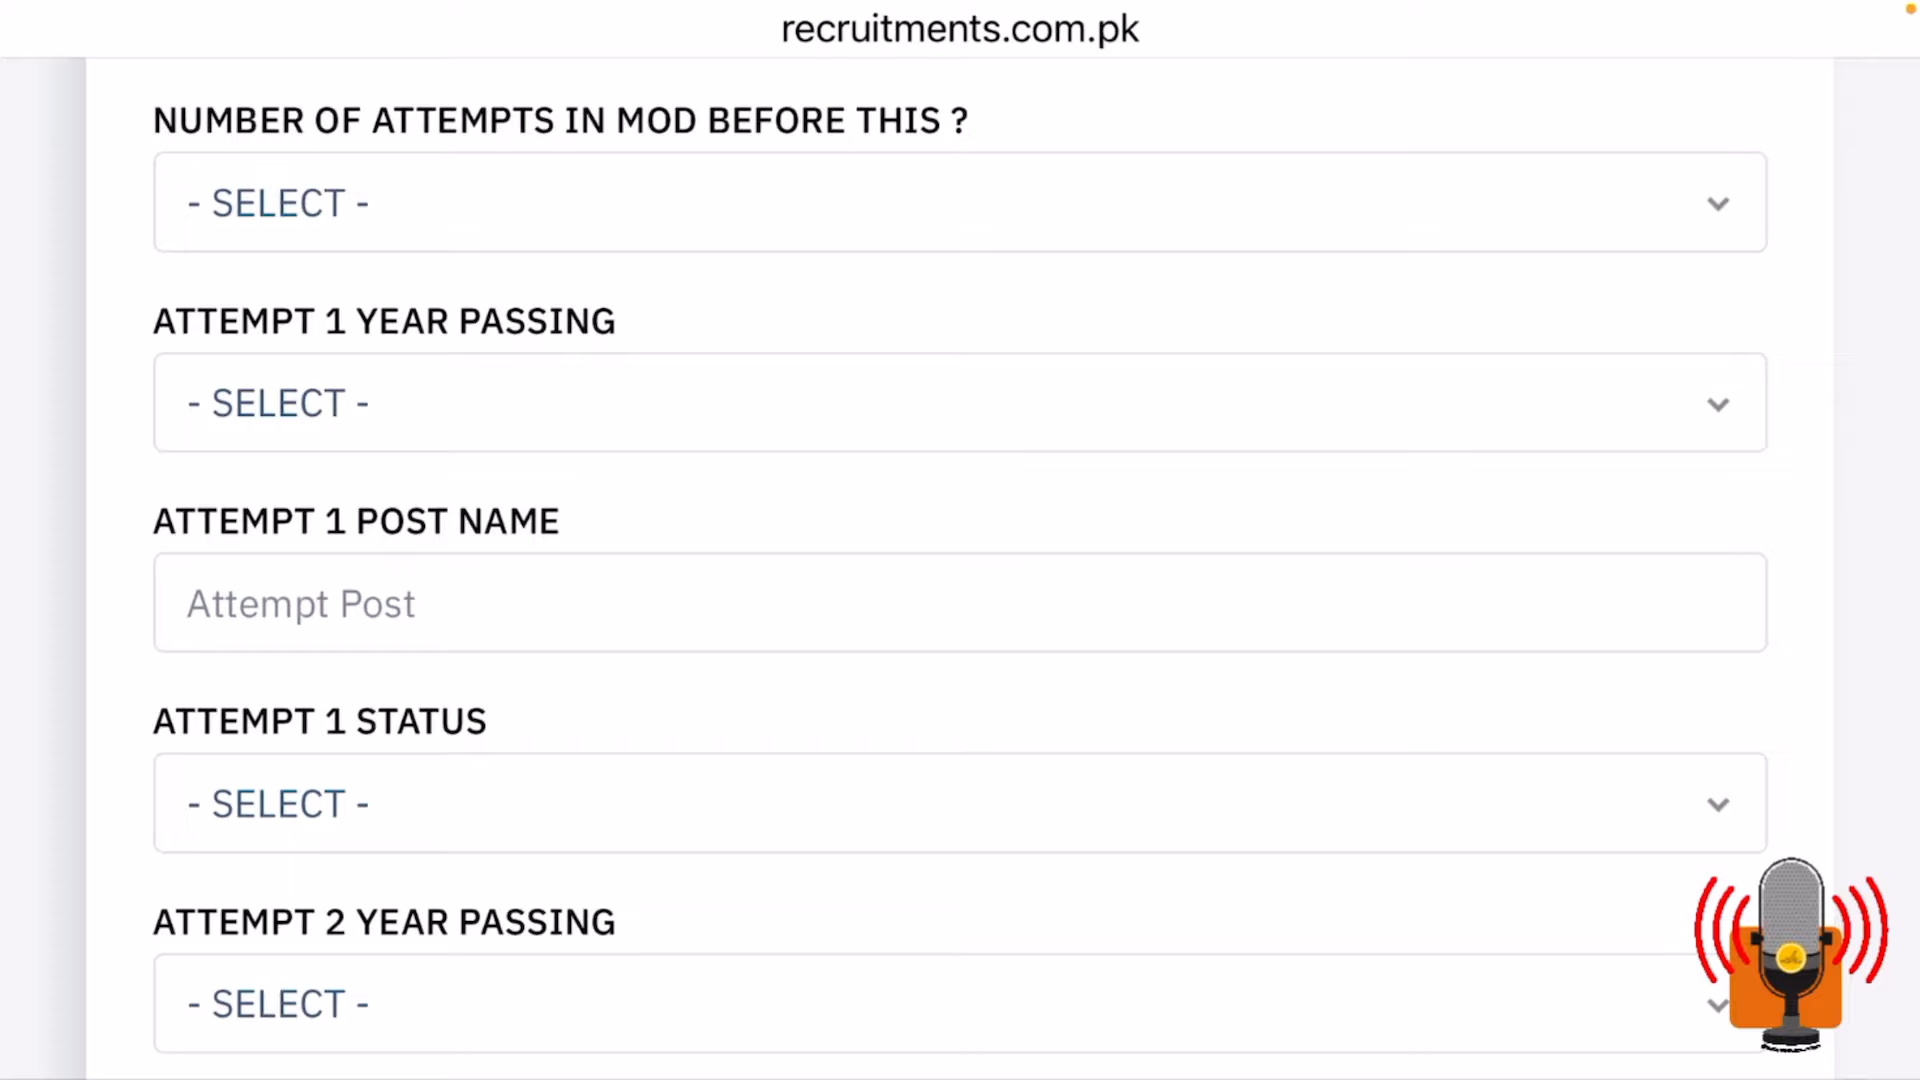 recruitments.com.pk
NUMBER OF ATTEMPTS IN MOD BEFORE THIS ?
- SELECT -
ATTEMPT 1 YEAR PASSING
- SELECT -
ATTEMPT 1 POST NAME
Attempt Post
ATTEMPT 1 STATUS
- SELECT -
ATTEMPT 2 YEAR PASSING
- SELECT -